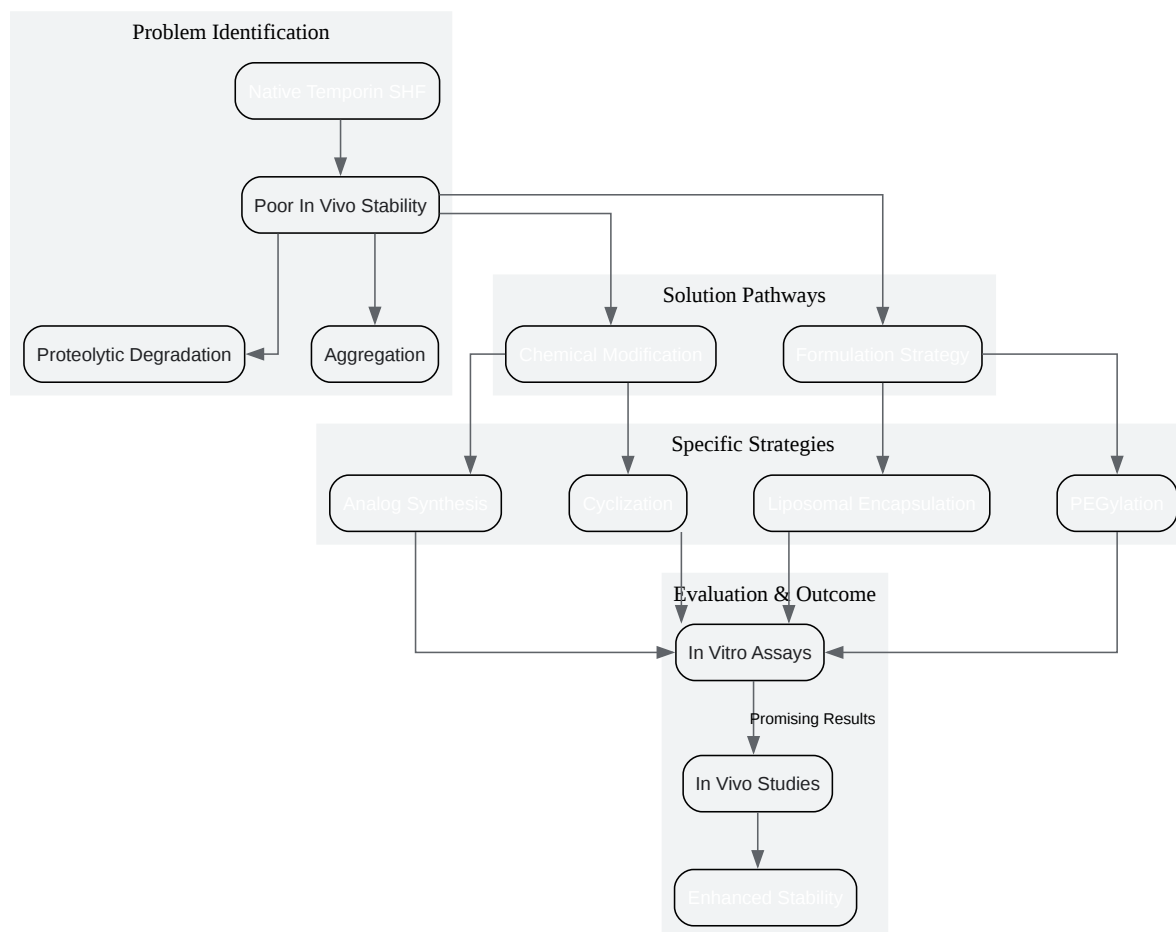 Problem Identification
Native Temporin SHF
Poor In Vivo Stability
Proteolytic Degradation
Aggregation
Solution Pathways
Chemical Modification
Formulation Strategy
Specific Strategies
Analog Synthesis
Cyclization
Liposomal Encapsulation
PEGylation
Evaluation & Outcome
In Vitro Assays
Promising Results
In Vivo Studies
Enhanced Stability